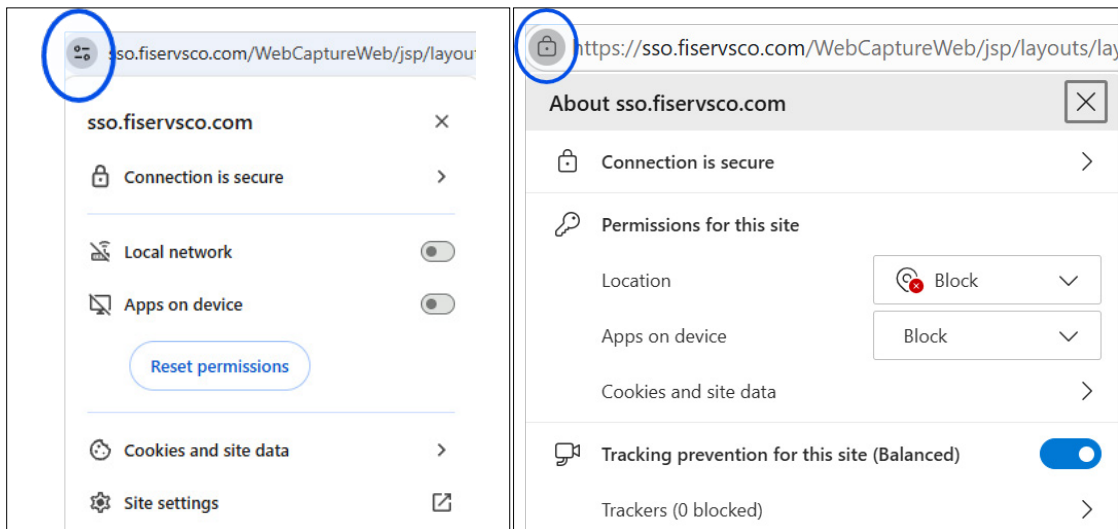 sso.fiservsco.com/WebCaptureWeb/jsp/layout
sso.fiservsco.com
Connection is secure
Local network
Apps on device
Reset permissions
Cookies and site data
Site settings
https://sso.fiservsco.com/WebCaptureWeb/jsp/layouts/lay
About sso.fiservsco.com
Connection is secure
Permissions for this site
Location
Block
Apps on device
Block
Cookies and site data
Tracking prevention for this site (Balanced)
Trackers (0 blocked)